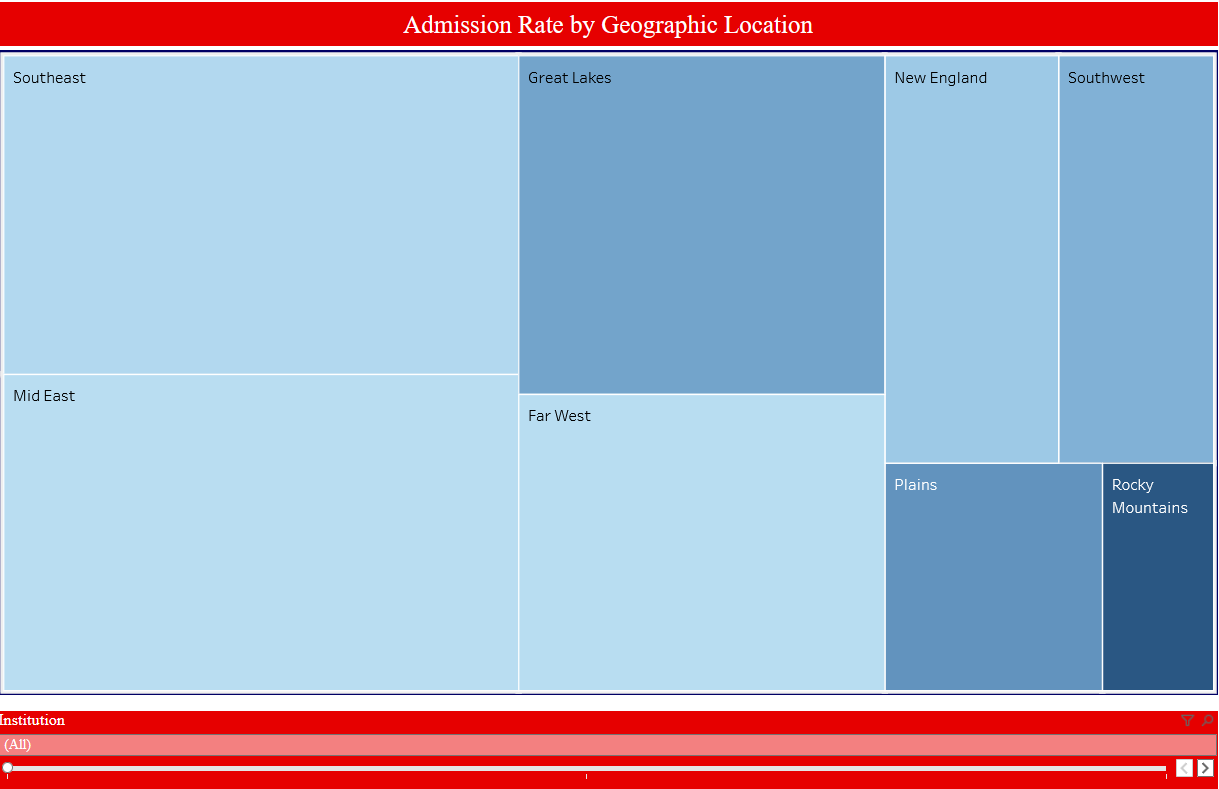 Admission Rate by Geographic Location
Southeast
Great Lakes
New England
Southwest
Mid East
Far West
Plains
Rocky
Mountains
Institution
(All)